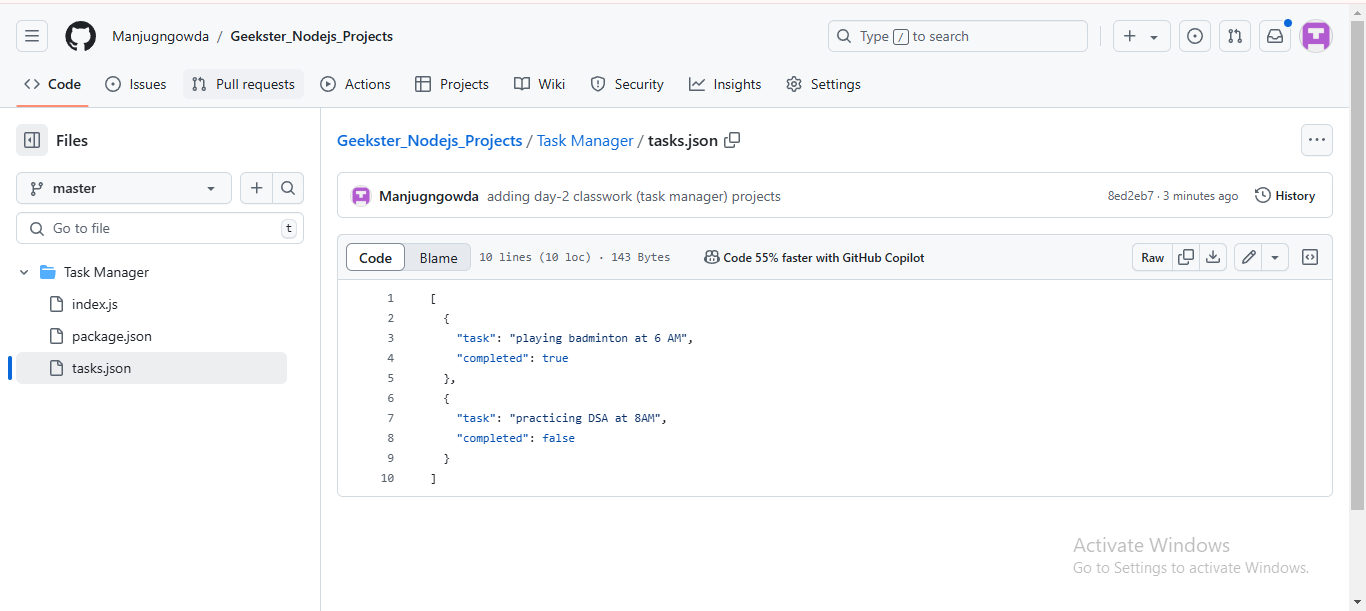 Manjugngowda / Geekster_Nodejs_Projects
Type / to search
Code Issues Pull requests Actions Projects Wiki Security Insights Settings
Files
master
Go to file t
Task Manager
index.js
package.json
tasks.json
Geekster_Nodejs_Projects / Task Manager / tasks.json
Manjugngowda adding day-2 classwork (task manager) projects 8ed2eb7 · 3 minutes ago History
Code Blame 10 lines (10 loc) · 143 Bytes Code 55% faster with GitHub Copilot Raw
1 [
2 {
3 "task": "playing badminton at 6 AM",
4 "completed": true
5 },
6 {
7 "task": "practicing DSA at 8AM",
8 "completed": false
9 }
10 ]
Activate Windows
Go to Settings to activate Windows.